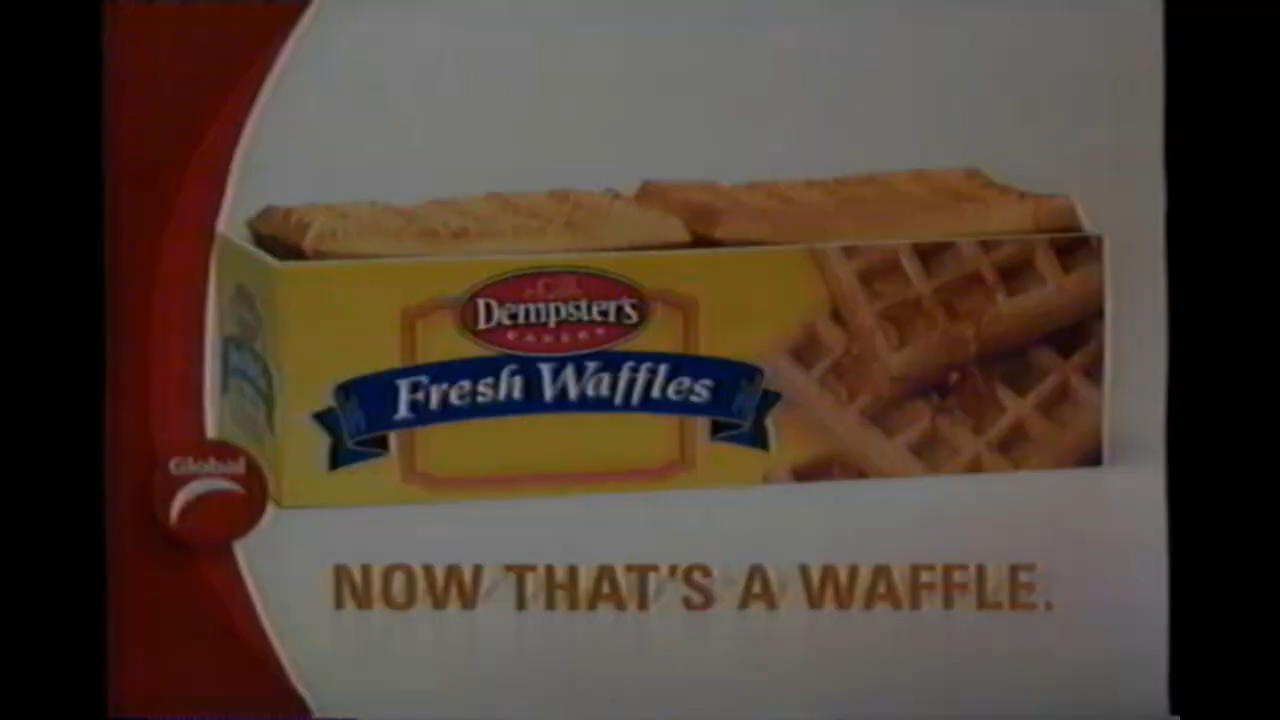 Dempster's
BAKERY
Fresh Waffles
Global
NOW THAT'S A WAFFLE.